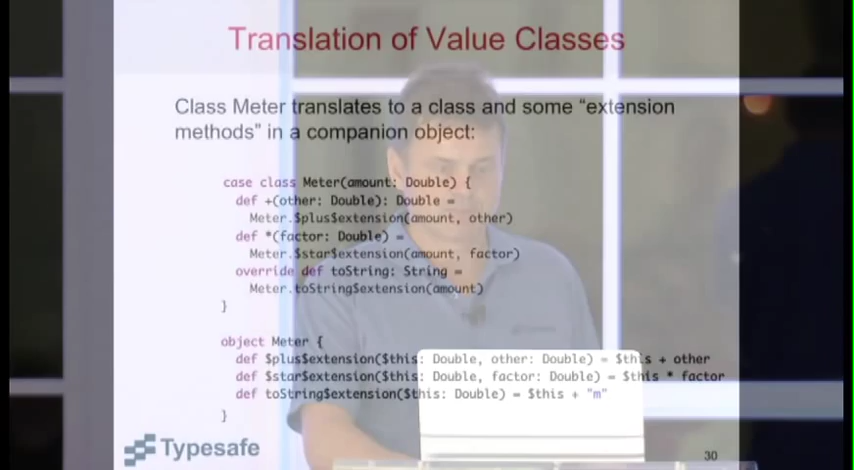 Translation of Value Classes
Class Meter translates to a class and some “extension
methods” in a companion object:
case class Meter(amount: Double) {
def +(other: Double): Double =
Meter.$plus$extension(amount, other)
def *(factor: Double) =
Meter.$star$extension(amount, factor)
override def toString: String =
Meter.toString$extension(amount)
}
object Meter {
def $plus$extension($this: Double, other: Double) = $this + other
def $star$extension($this: Double, factor: Double) = $this * factor
def toString$extension($this: Double) = $this + "m"
}
Typesafe
30